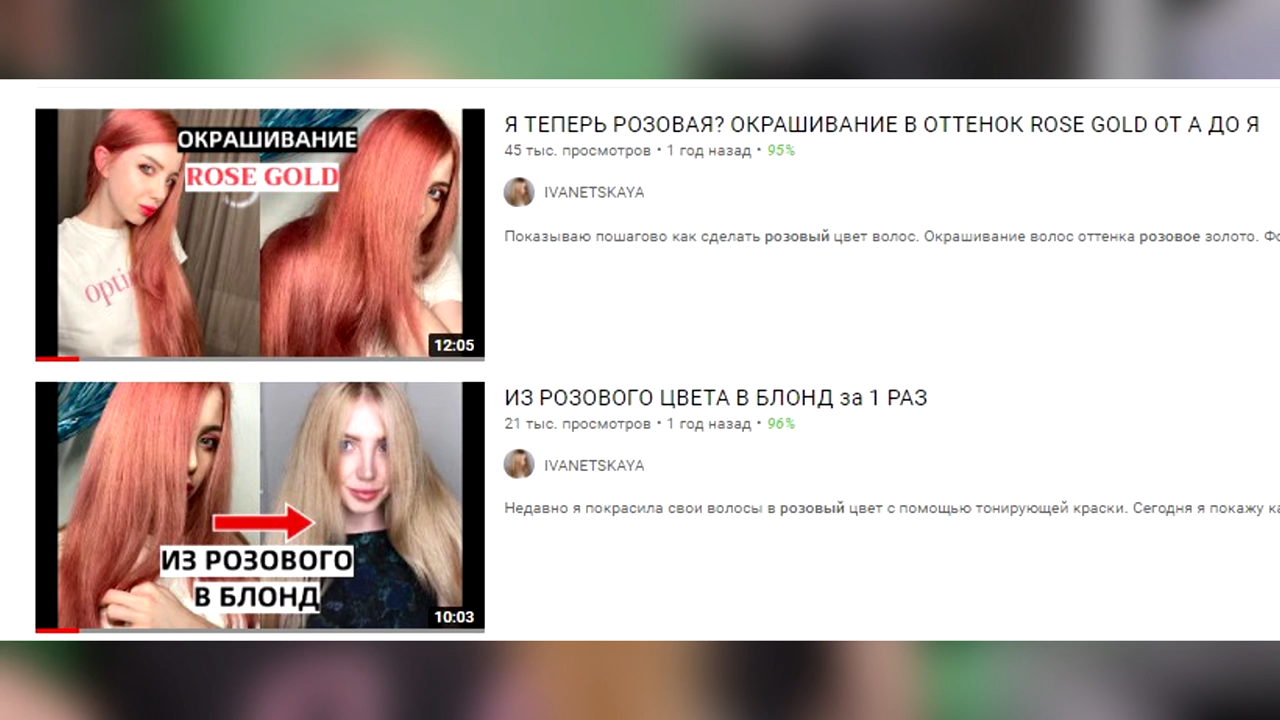 ОКРАШИВАНИЕ
ROSE GOLD
opti
12:05
Я ТЕПЕРЬ РОЗОВАЯ? ОКРАШИВАНИЕ В ОТТЕНОК ROSE GOLD ОТ А ДО Я
45 тыс. просмотров • 1 год назад • 95%
IVANETSKAYA
Показываю пошагово как сделать розовый цвет волос. Окрашивание волос оттенка розовое золото. Фо
ИЗ РОЗОВОГО
В БЛОНД
10:03
ИЗ РОЗОВОГО ЦВЕТА В БЛОНД за 1 РАЗ
21 тыс. просмотров • 1 год назад • 96%
IVANETSKAYA
Недавно я покрасила свои волосы в розовый цвет с помощью тонирующей краски. Сегодня я покажу ка